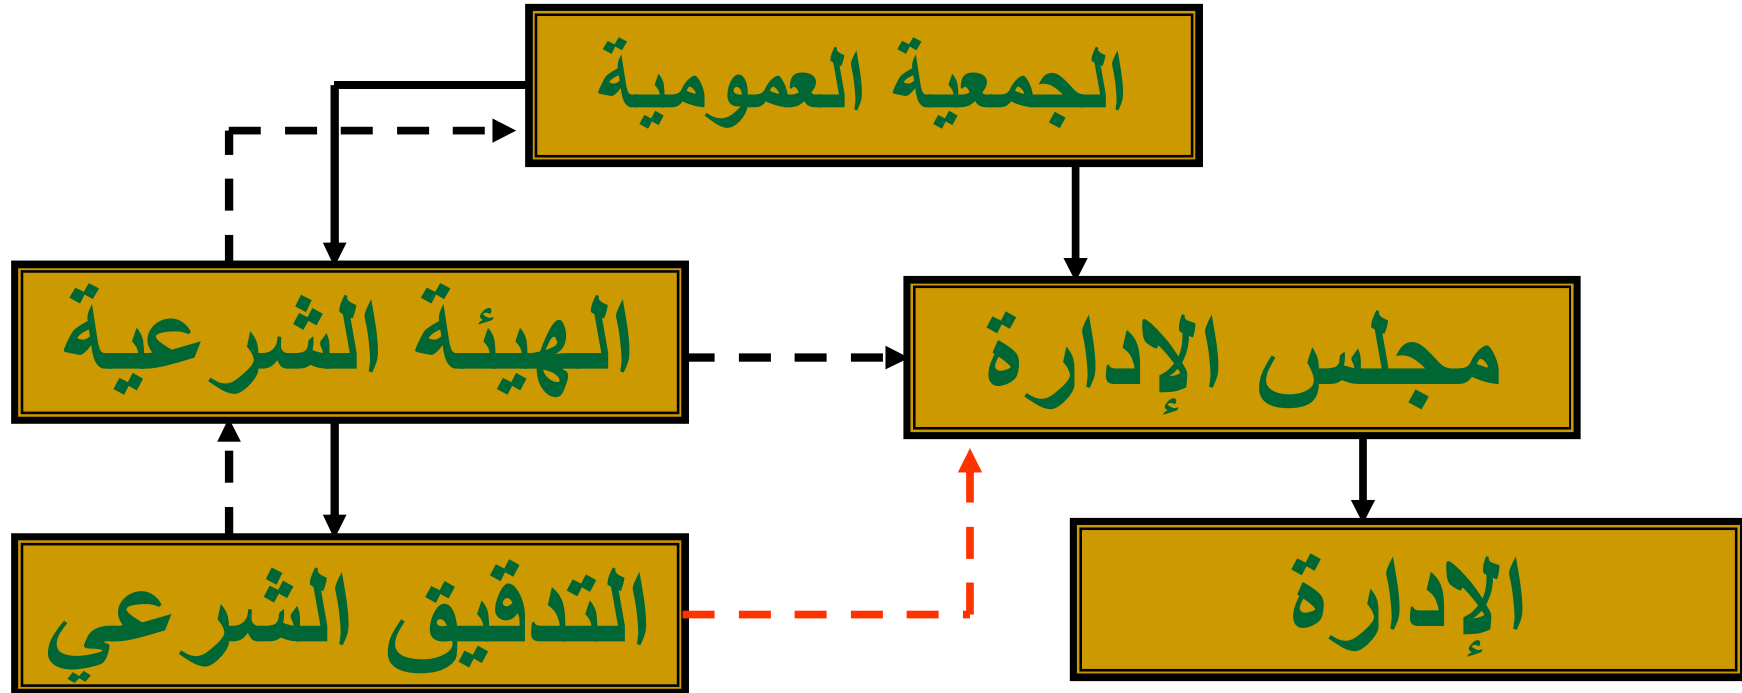 الجمعية العمومية
الهيئة الشرعية
مجلس الإدارة
التدقيق الشرعي
الإدارة